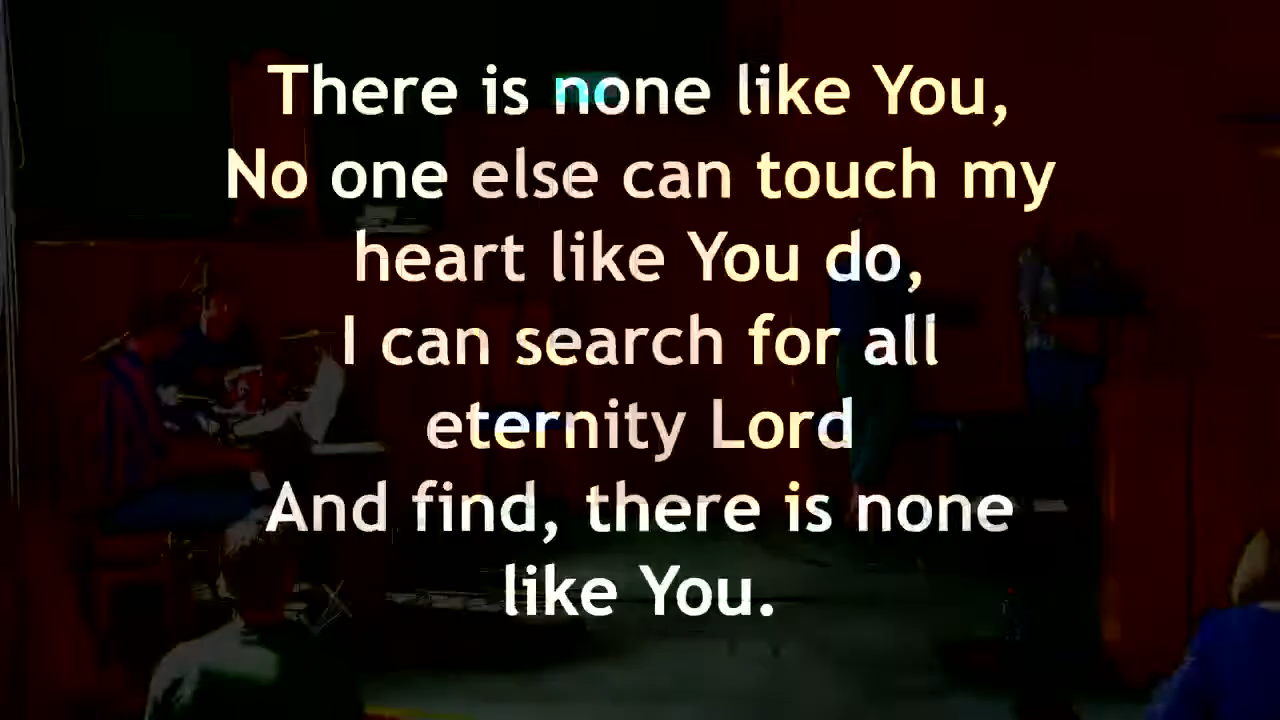 There is none like You,
No one else can touch my
heart like You do,
I can search for all
eternity Lord
And find, there is none
like You.